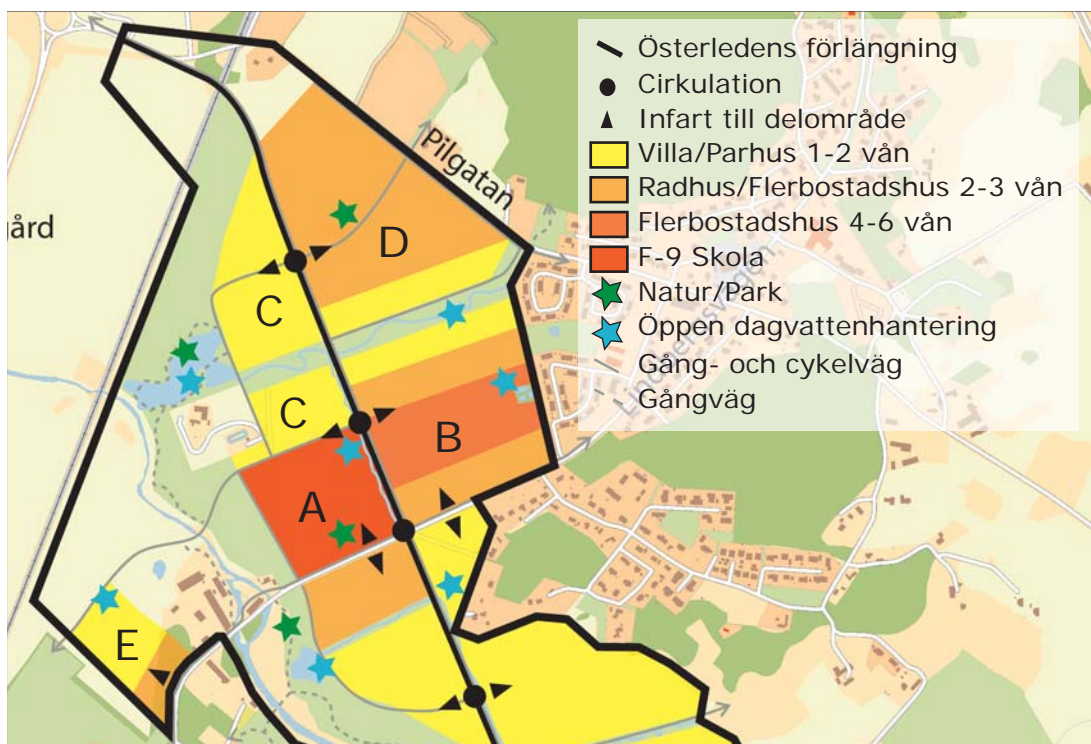 Österledens förlängning
Cirkulation
Infart till delområde
Villa/Parhus 1-2 vån
Radhus/Flerbostadshus 2-3 vån
Flerbostadshus 4-6 vån
F-9 Skola
Natur/Park
Öppen dagvattenhantering
Gång- och cykelväg
Gångväg
Pilgatan
gård
D
C
C
B
A
E